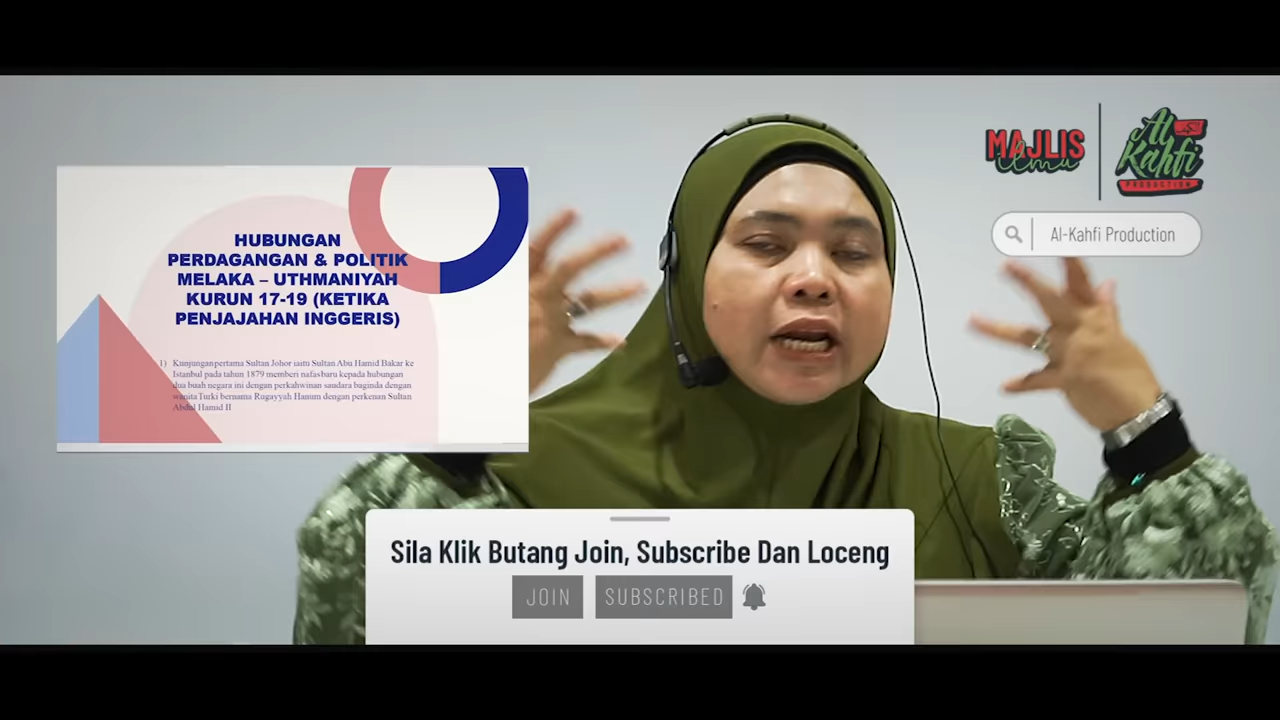 HUBUNGAN
PERDAGANGAN & POLITIK
MELAKA – UTHMANIYAH
KURUN 17-19 (KETIKA
PENJAJAHAN INGGERIS)
1) Kunjungan pertama Sultan Johor iaitu Sultan Abu Hamid Bakar ke
Istanbul pada tahun 1879 memberi nafas baru kepada hubungan
dua buah negara ini dengan perkahwinan saudara baginda dengan
wanita Turki bernama Rugayyah Hanum dengan perkenan Sultan
Abdul Hamid II
MAJLIS
Ilmu
Al
Kahfi
PRODUCTION
Al-Kahfi Production
Sila Klik Butang Join, Subscribe Dan Loceng
JOIN
SUBSCRIBED